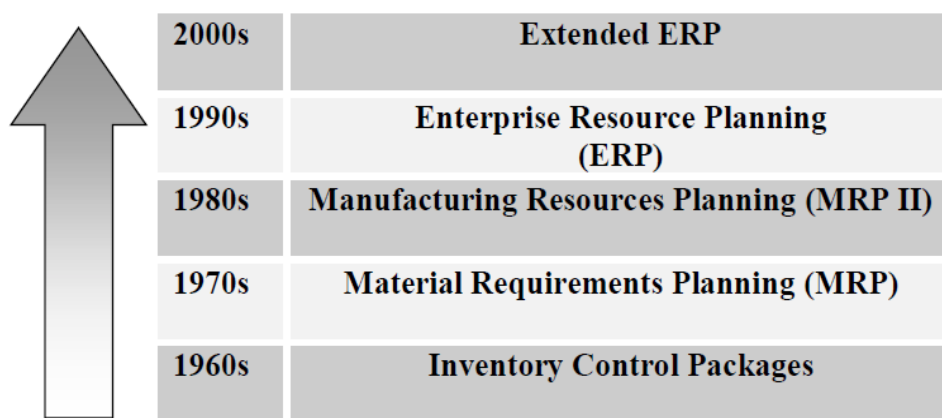 2000s Extended ERP
1990s Enterprise Resource Planning
(ERP)
1980s Manufacturing Resources Planning (MRP II)
1970s Material Requirements Planning (MRP)
1960s Inventory Control Packages